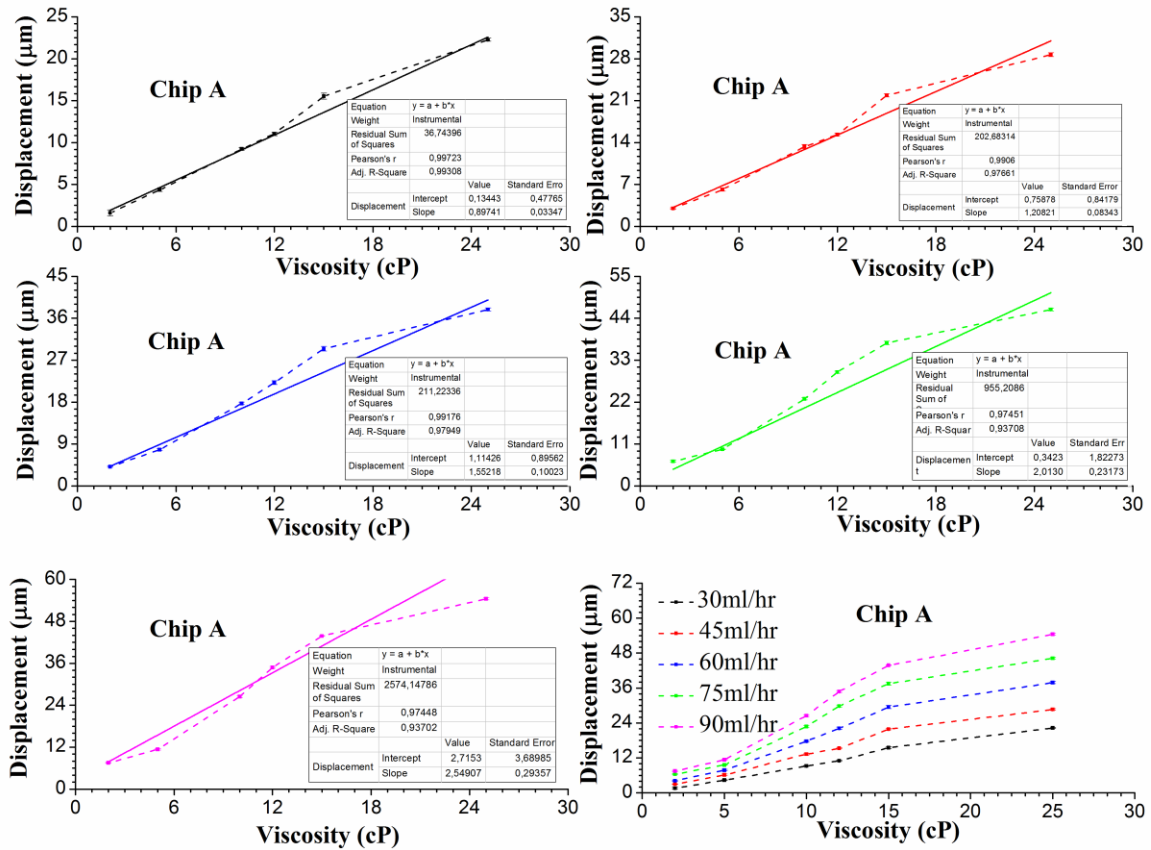 Displacement (μm)
25
22
15
10
5
0
Chip A
Equation y = a + b*x
Weight Instrumental
Residual Sum of Squares 36,74396
Pearson's r 0,99723
Adj. R-Square 0,99308
Value Standard Erro
Displacement Intercept 0,13443 0,47765
Slope 0,89741 0,03347
0 6 12 18 24 30
Viscosity (cP)
Displacement (μm)
35
28
21
14
7
0
Chip A
Equation y = a + b*x
Weight Instrumental
Residual Sum of Squares 202,68314
Pearson's r 0,9906
Adj. R-Square 0,97661
Value Standard Error
Displacement Intercept 0,75878 0,84179
Slope 1,20821 0,08343
0 6 12 18 24 30
Viscosity (cP)
Displacement (μm)
45
36
27
18
9
0
Chip A
Equation y = a + b*x
Weight Instrumental
Residual Sum of Squares 211,22336
Pearson's r 0,99176
Adj. R-Square 0,97949
Value Standard Erro
Displacement Intercept 1,11426 0,89562
Slope 1,55218 0,10023
0 6 12 18 24 30
Viscosity (cP)
Displacement (μm)
55
44
33
22
11
0
Chip A
Equation y = a + b*x
Weight Instrumental
Residual Sum of 955,2086
Pearson's r 0,97451
Adj. R-Squar 0,93708
Value Standard Err
Displacemen t Intercept 0,3423 1,82273
Slope 2,0130 0,23173
0 6 12 18 24 30
Viscosity (cP)
Displacement (μm)
60
48
36
24
12
0
Chip A
Equation y = a + b*x
Weight Instrumental
Residual Sum of Squares 2574,14786
Pearson's r 0,97448
Adj. R-Square 0,93702
Value Standard Error
Displacement Intercept 2,7153 3,68985
Slope 2,54907 0,29357
0 6 12 18 24 30
Viscosity (cP)
Displacement (μm)
72
60
48
36
24
12
0
30ml/hr
45ml/hr
60ml/hr
75ml/hr
90ml/hr
Chip A
0 5 10 15 20 25 30
Viscosity (cP)